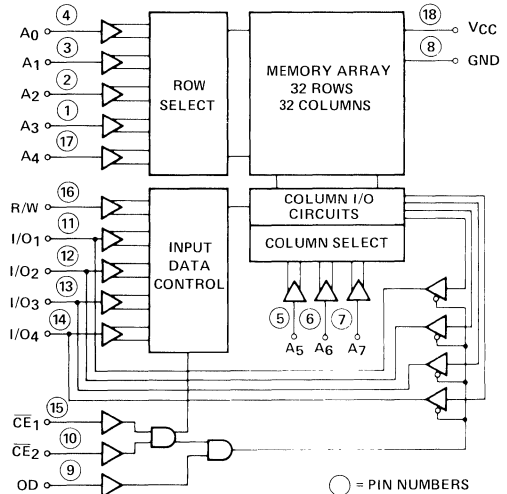 ④ 18 VCC
A0
③ 8 GND
A1
② ROW SELECT
A2
MEMORY ARRAY
32 ROWS
32 COLUMNS
①
A3
17
A4
16
R/W
COLUMN I/O
CIRCUITS
11
I/O1
INPUT
DATA
CONTROL
COLUMN SELECT
12
I/O2
13
I/O3
14
I/O4
5 6 7
A5 A6 A7
15
CE1
10
CE2
9
OD
= PIN NUMBERS